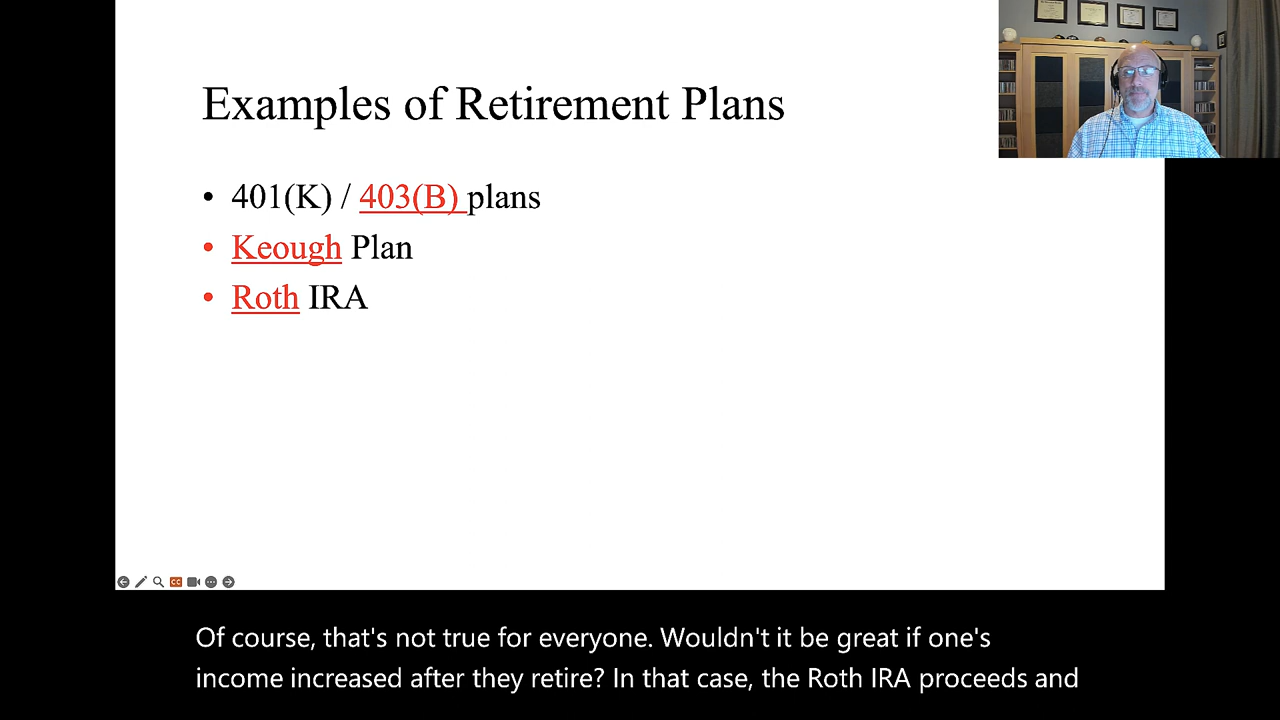 Examples of Retirement Plans
• 401(K) / 403(B) plans
• Keough Plan
• Roth IRA
CC
Of course, that's not true for everyone. Wouldn't it be great if one's
income increased after they retire? In that case, the Roth IRA proceeds and